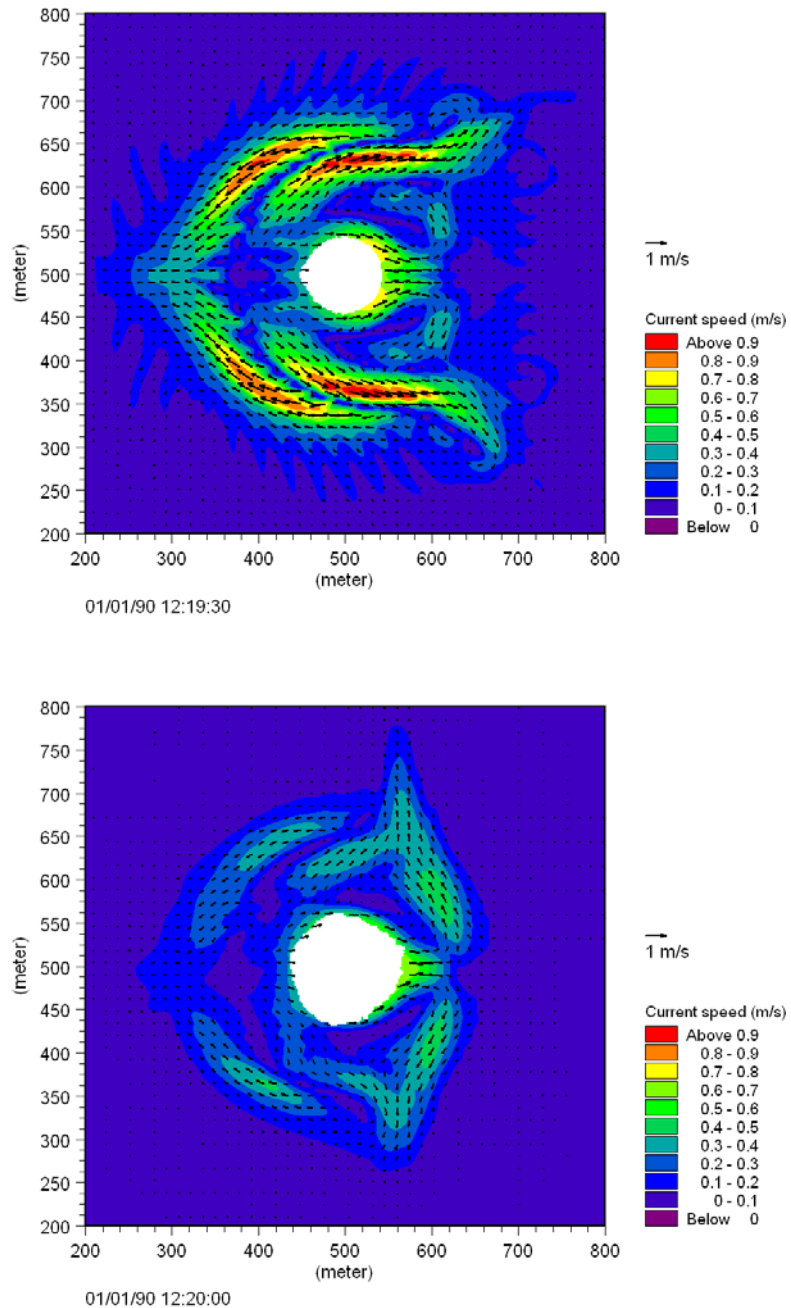 800
750
700
650
600
550
500
450
400
350
300
250
200
(meter)
200 300 400 500 600 700 800
(meter)
01/01/90 12:19:30
1 m/s
Current speed (m/s)
Above 0.9
0.8 - 0.9
0.7 - 0.8
0.6 - 0.7
0.5 - 0.6
0.4 - 0.5
0.3 - 0.4
0.2 - 0.3
0.1 - 0.2
0 - 0.1
Below 0
800
750
700
650
600
550
500
450
400
350
300
250
200
(meter)
200 300 400 500 600 700 800
(meter)
01/01/90 12:20:00
1 m/s
Current speed (m/s)
Above 0.9
0.8 - 0.9
0.7 - 0.8
0.6 - 0.7
0.5 - 0.6
0.4 - 0.5
0.3 - 0.4
0.2 - 0.3
0.1 - 0.2
0 - 0.1
Below 0